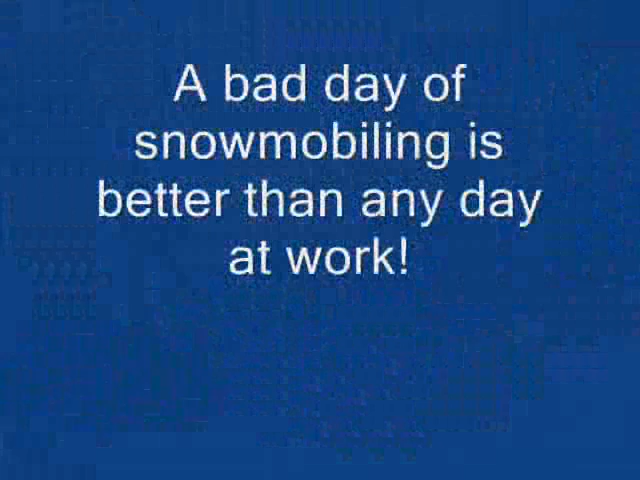 A bad day of
snowmobiling is
better than any day
at work!